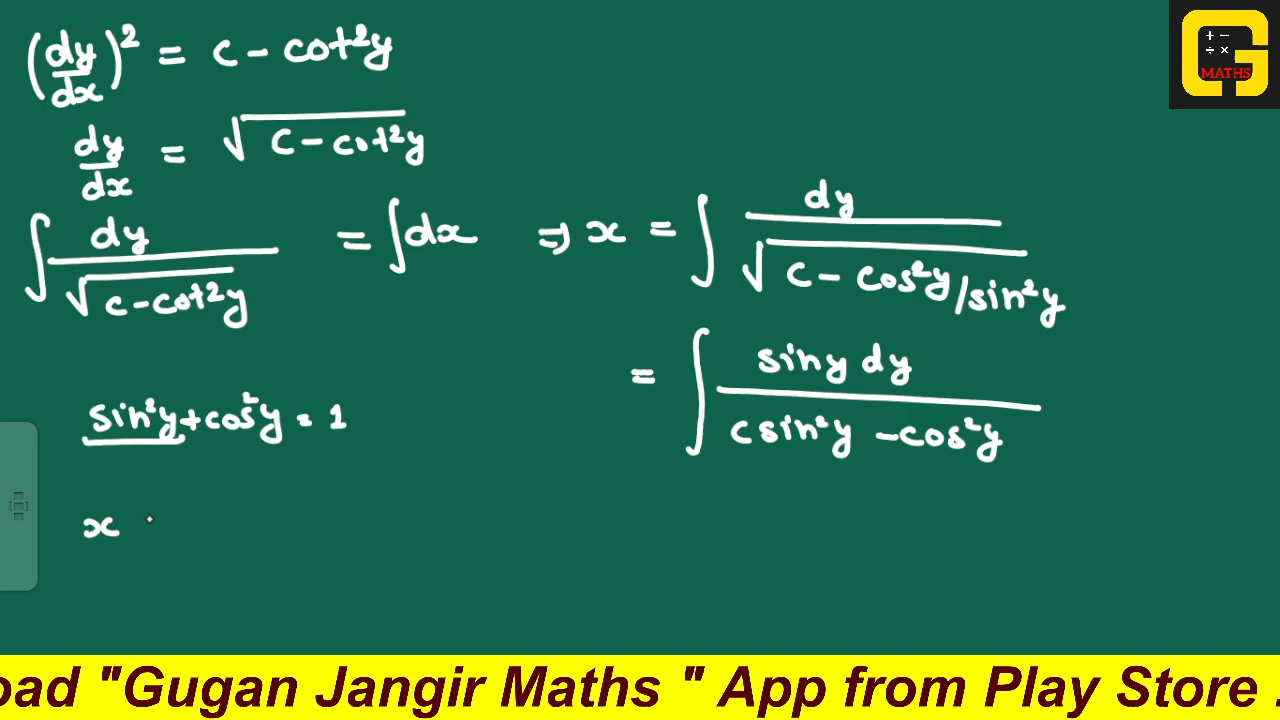 (dy/dx)² = c - cot²y
dy/dx = √(c - cot²y)
∫ dy/√(c-cot²y) = ∫dx ⇒ x = ∫ dy/√(c - cos²y/sin²y)
= ∫ siny dy/(csin²y - cos²y)
sin²y+cos²y = 1
x
+ -
÷ ×
MATHS
oad "Gugan Jangir Maths " App from Play Store